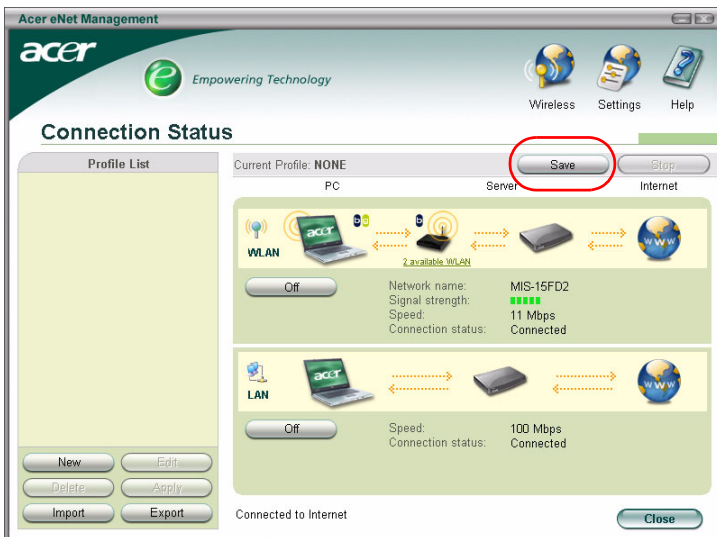 Acer eNet Management
acer
e
Empowering Technology
Wireless Settings Help
Connection Status
Profile List
Current Profile: NONE
Save
Stop
PC Server Internet
WLAN
acer
b g
b
2 available WLAN
www
Off
Network name: MIS-15FD2
Signal strength:
Speed: 11 Mbps
Connection status: Connected
LAN
acer
www
Off
Speed: 100 Mbps
Connection status: Connected
New Edit
Delete Apply
Import Export
Connected to Internet
Close